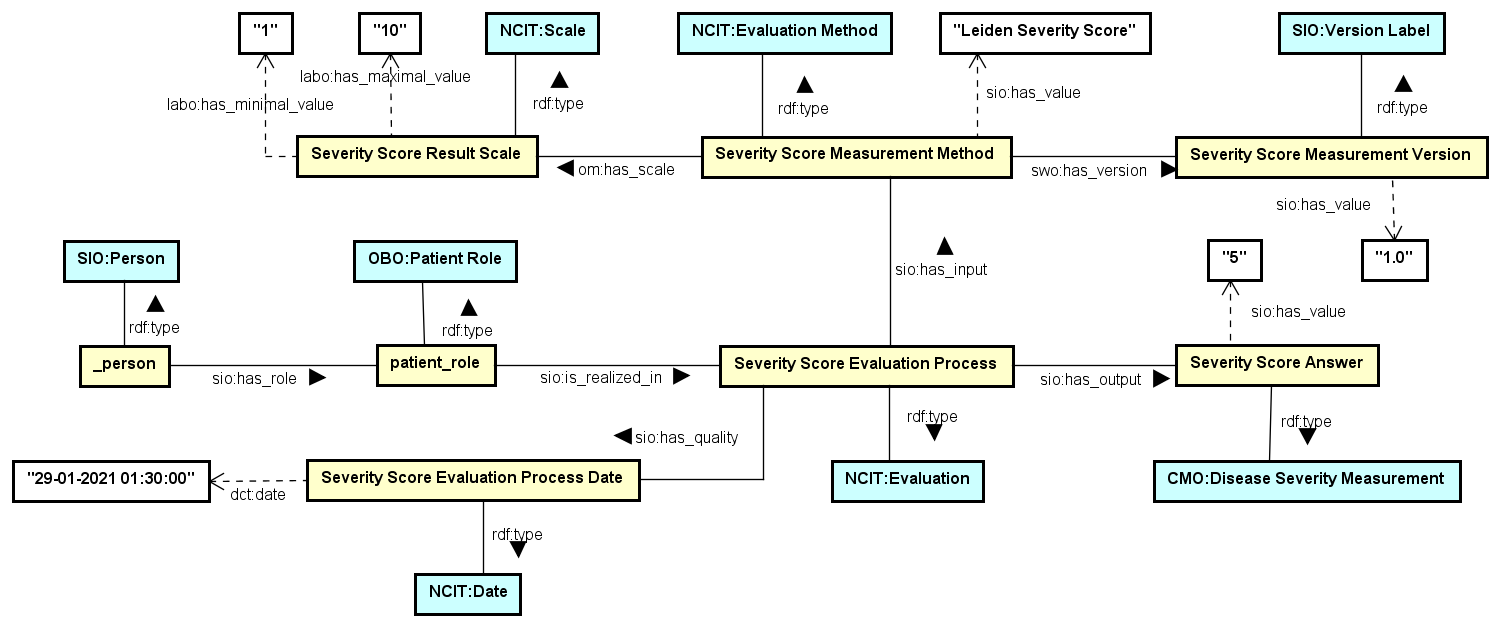 "1"
"10"
NCIT:Scale
NCIT:Evaluation Method
"Leiden Severity Score"
SIO:Version Label
labo:has_maximal_value
labo:has_minimal_value
rdf:type
rdf:type
sio:has_value
rdf:type
Severity Score Result Scale
om:has_scale
Severity Score Measurement Method
swo:has_version
Severity Score Measurement Version
sio:has_value
SIO:Person
OBO:Patient Role
sio:has_input
"5"
"1.0"
rdf:type
rdf:type
sio:has_value
_person
sio:has_role
patient_role
sio:is_realized_in
Severity Score Evaluation Process
sio:has_output
Severity Score Answer
sio:has_quality
rdf:type
rdf:type
"29-01-2021 01:30:00"
dct:date
Severity Score Evaluation Process Date
NCIT:Evaluation
CMO:Disease Severity Measurement
rdf:type
NCIT:Date